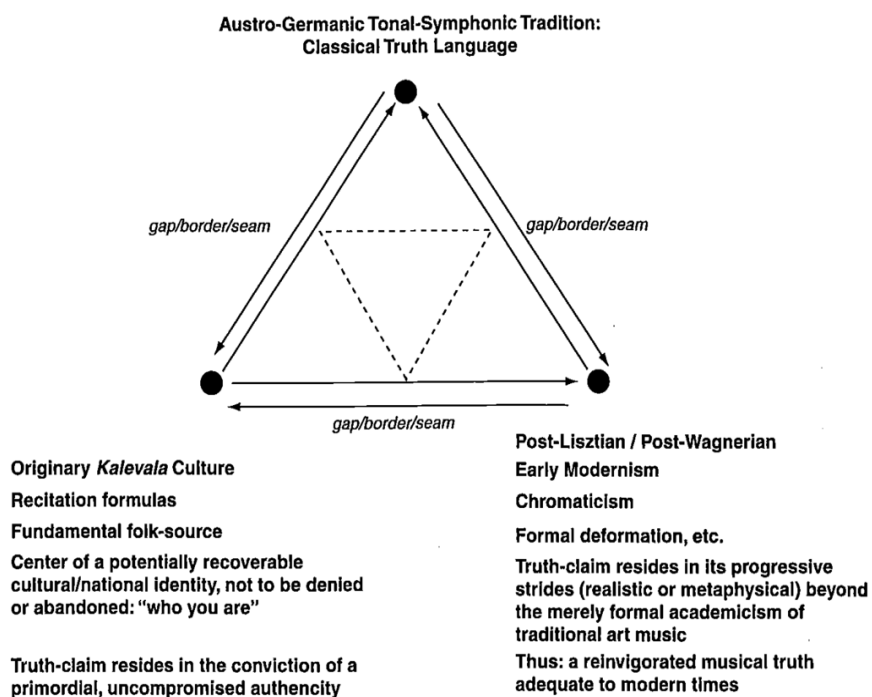 Austro-Germanic Tonal-Symphonic Tradition:
Classical Truth Language
gap/border/seam
gap/border/seam
gap/border/seam
Originary Kalevala Culture
Recitation formulas
Fundamental folk-source
Center of a potentially recoverable
cultural/national identity, not to be denied
or abandoned: “who you are”
Truth-claim resides in the conviction of a
primordial, uncompromised authencity
Post-Lisztian / Post-Wagnerian
Early Modernism
Chromaticism
Formal deformation, etc.
Truth-claim resides in its progressive
strides (realistic or metaphysical) beyond
the merely formal academicism of
traditional art music
Thus: a reinvigorated musical truth
adequate to modern times